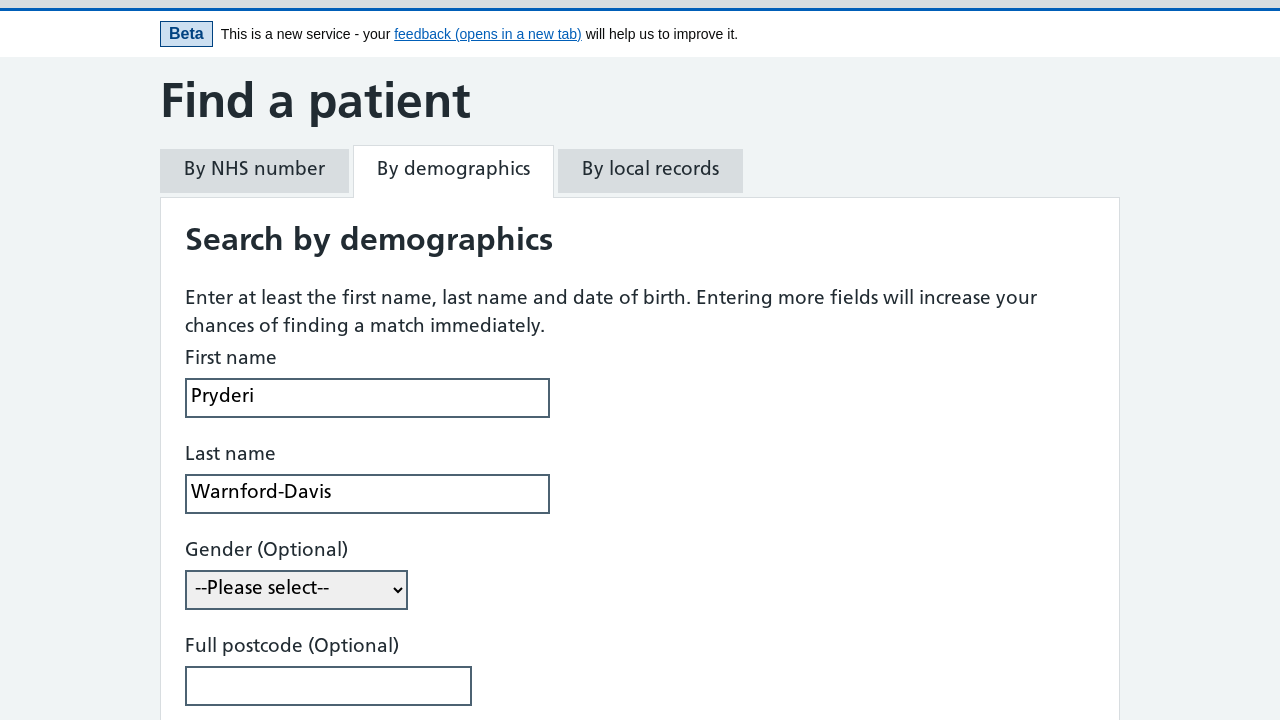 Beta This is a new service - your feedback (opens in a new tab) will help us to improve it.
Find a patient
By NHS number By demographics By local records
Search by demographics
Enter at least the first name, last name and date of birth. Entering more fields will increase your
chances of finding a match immediately.
First name
Pryderi
Last name
Warnford-Davis
Gender (Optional)
--Please select--
Full postcode (Optional)